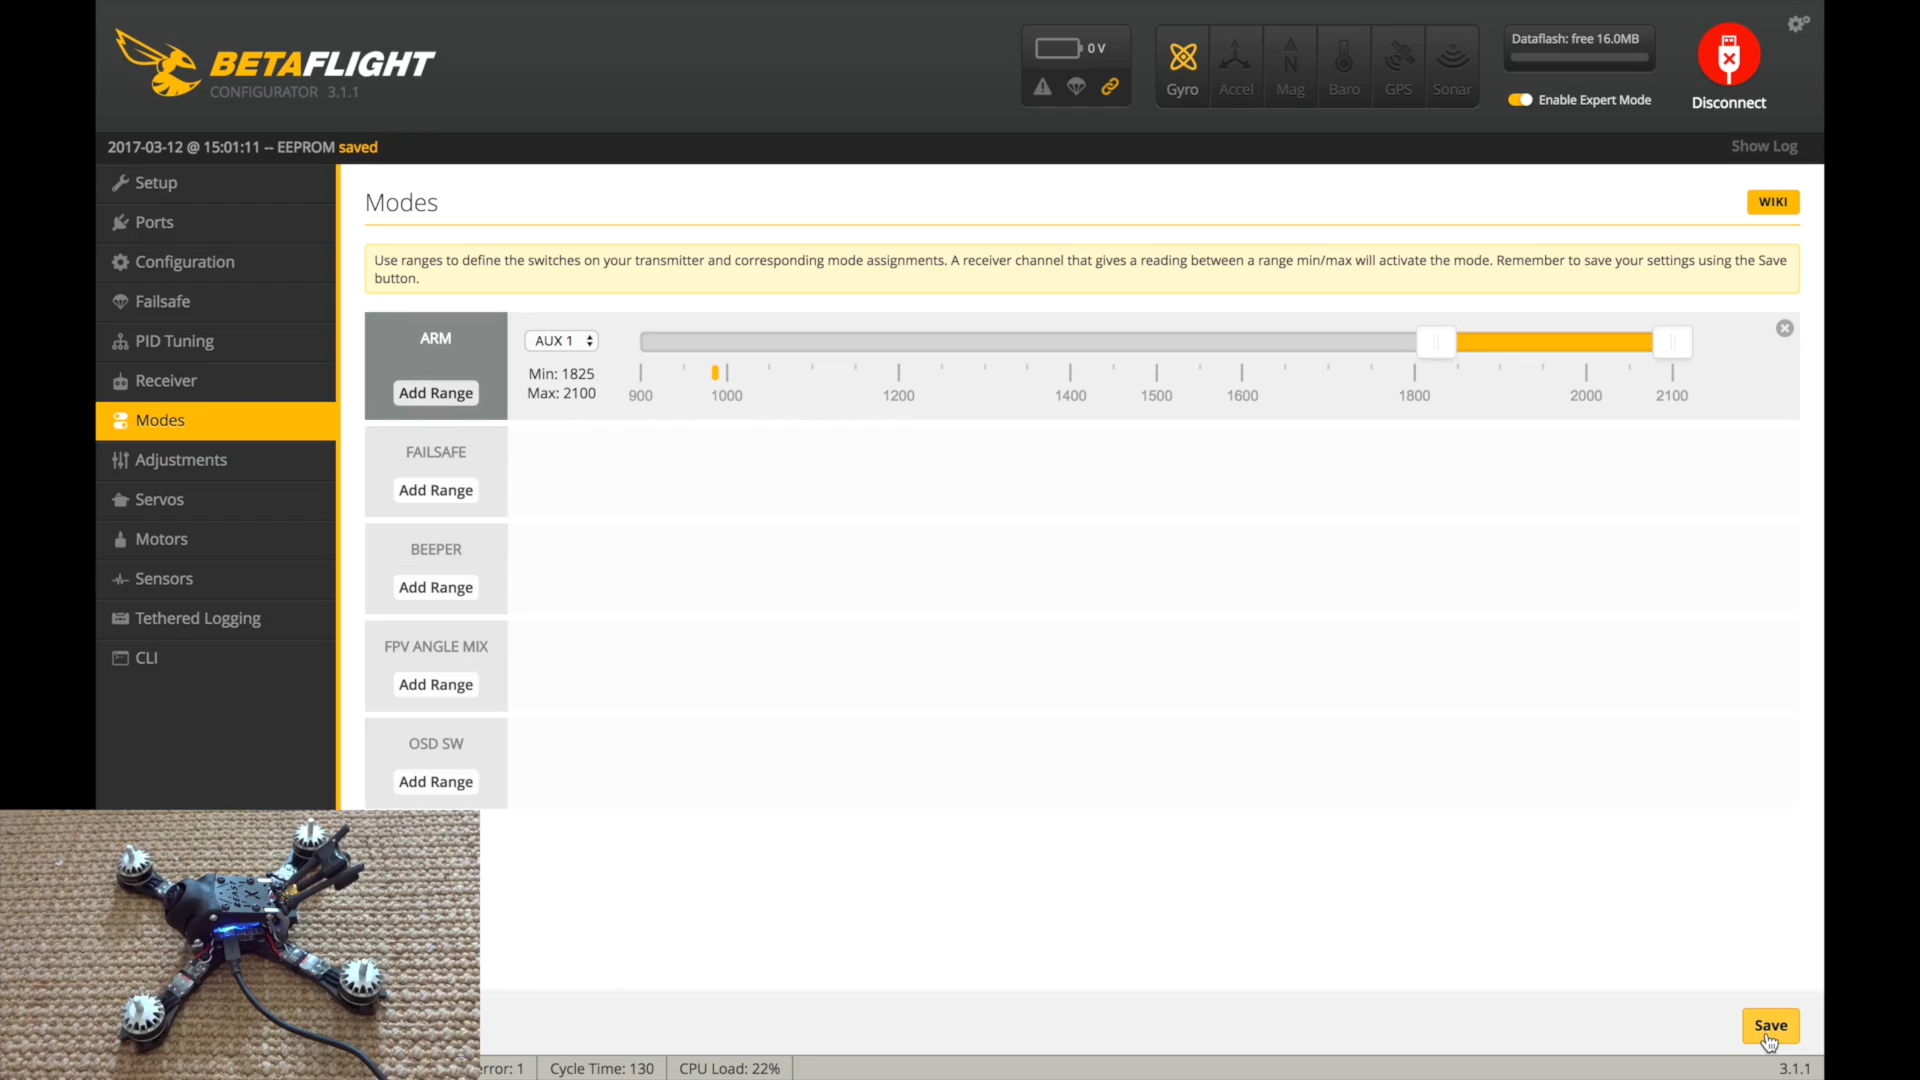 BETAFLIGHT
CONFIGURATOR 3.1.1
0 V
Gyro
Accel
N
Mag
Baro
GPS
Sonar
Dataflash: free 16.0MB
Enable Expert Mode
Disconnect
2017-03-12 @ 15:01:11 -- EEPROM saved
Show Log
Setup
Ports
Configuration
Failsafe
PID Tuning
Receiver
Modes
Adjustments
Servos
Motors
Sensors
Tethered Logging
CLI
Modes
WIKI
Use ranges to define the switches on your transmitter and corresponding mode assignments. A receiver channel that gives a reading between a range min/max will activate the mode. Remember to save your settings using the Save
button.
ARM
Add Range
AUX 1
Min: 1825
Max: 2100
900 1000 1200 1400 1500 1600 1800 2000 2100
FAILSAFE
Add Range
BEEPER
Add Range
FPV ANGLE MIX
Add Range
OSD SW
Add Range
BEAST
X
Save
rror: 1
Cycle Time: 130
CPU Load: 22%
3.1.1